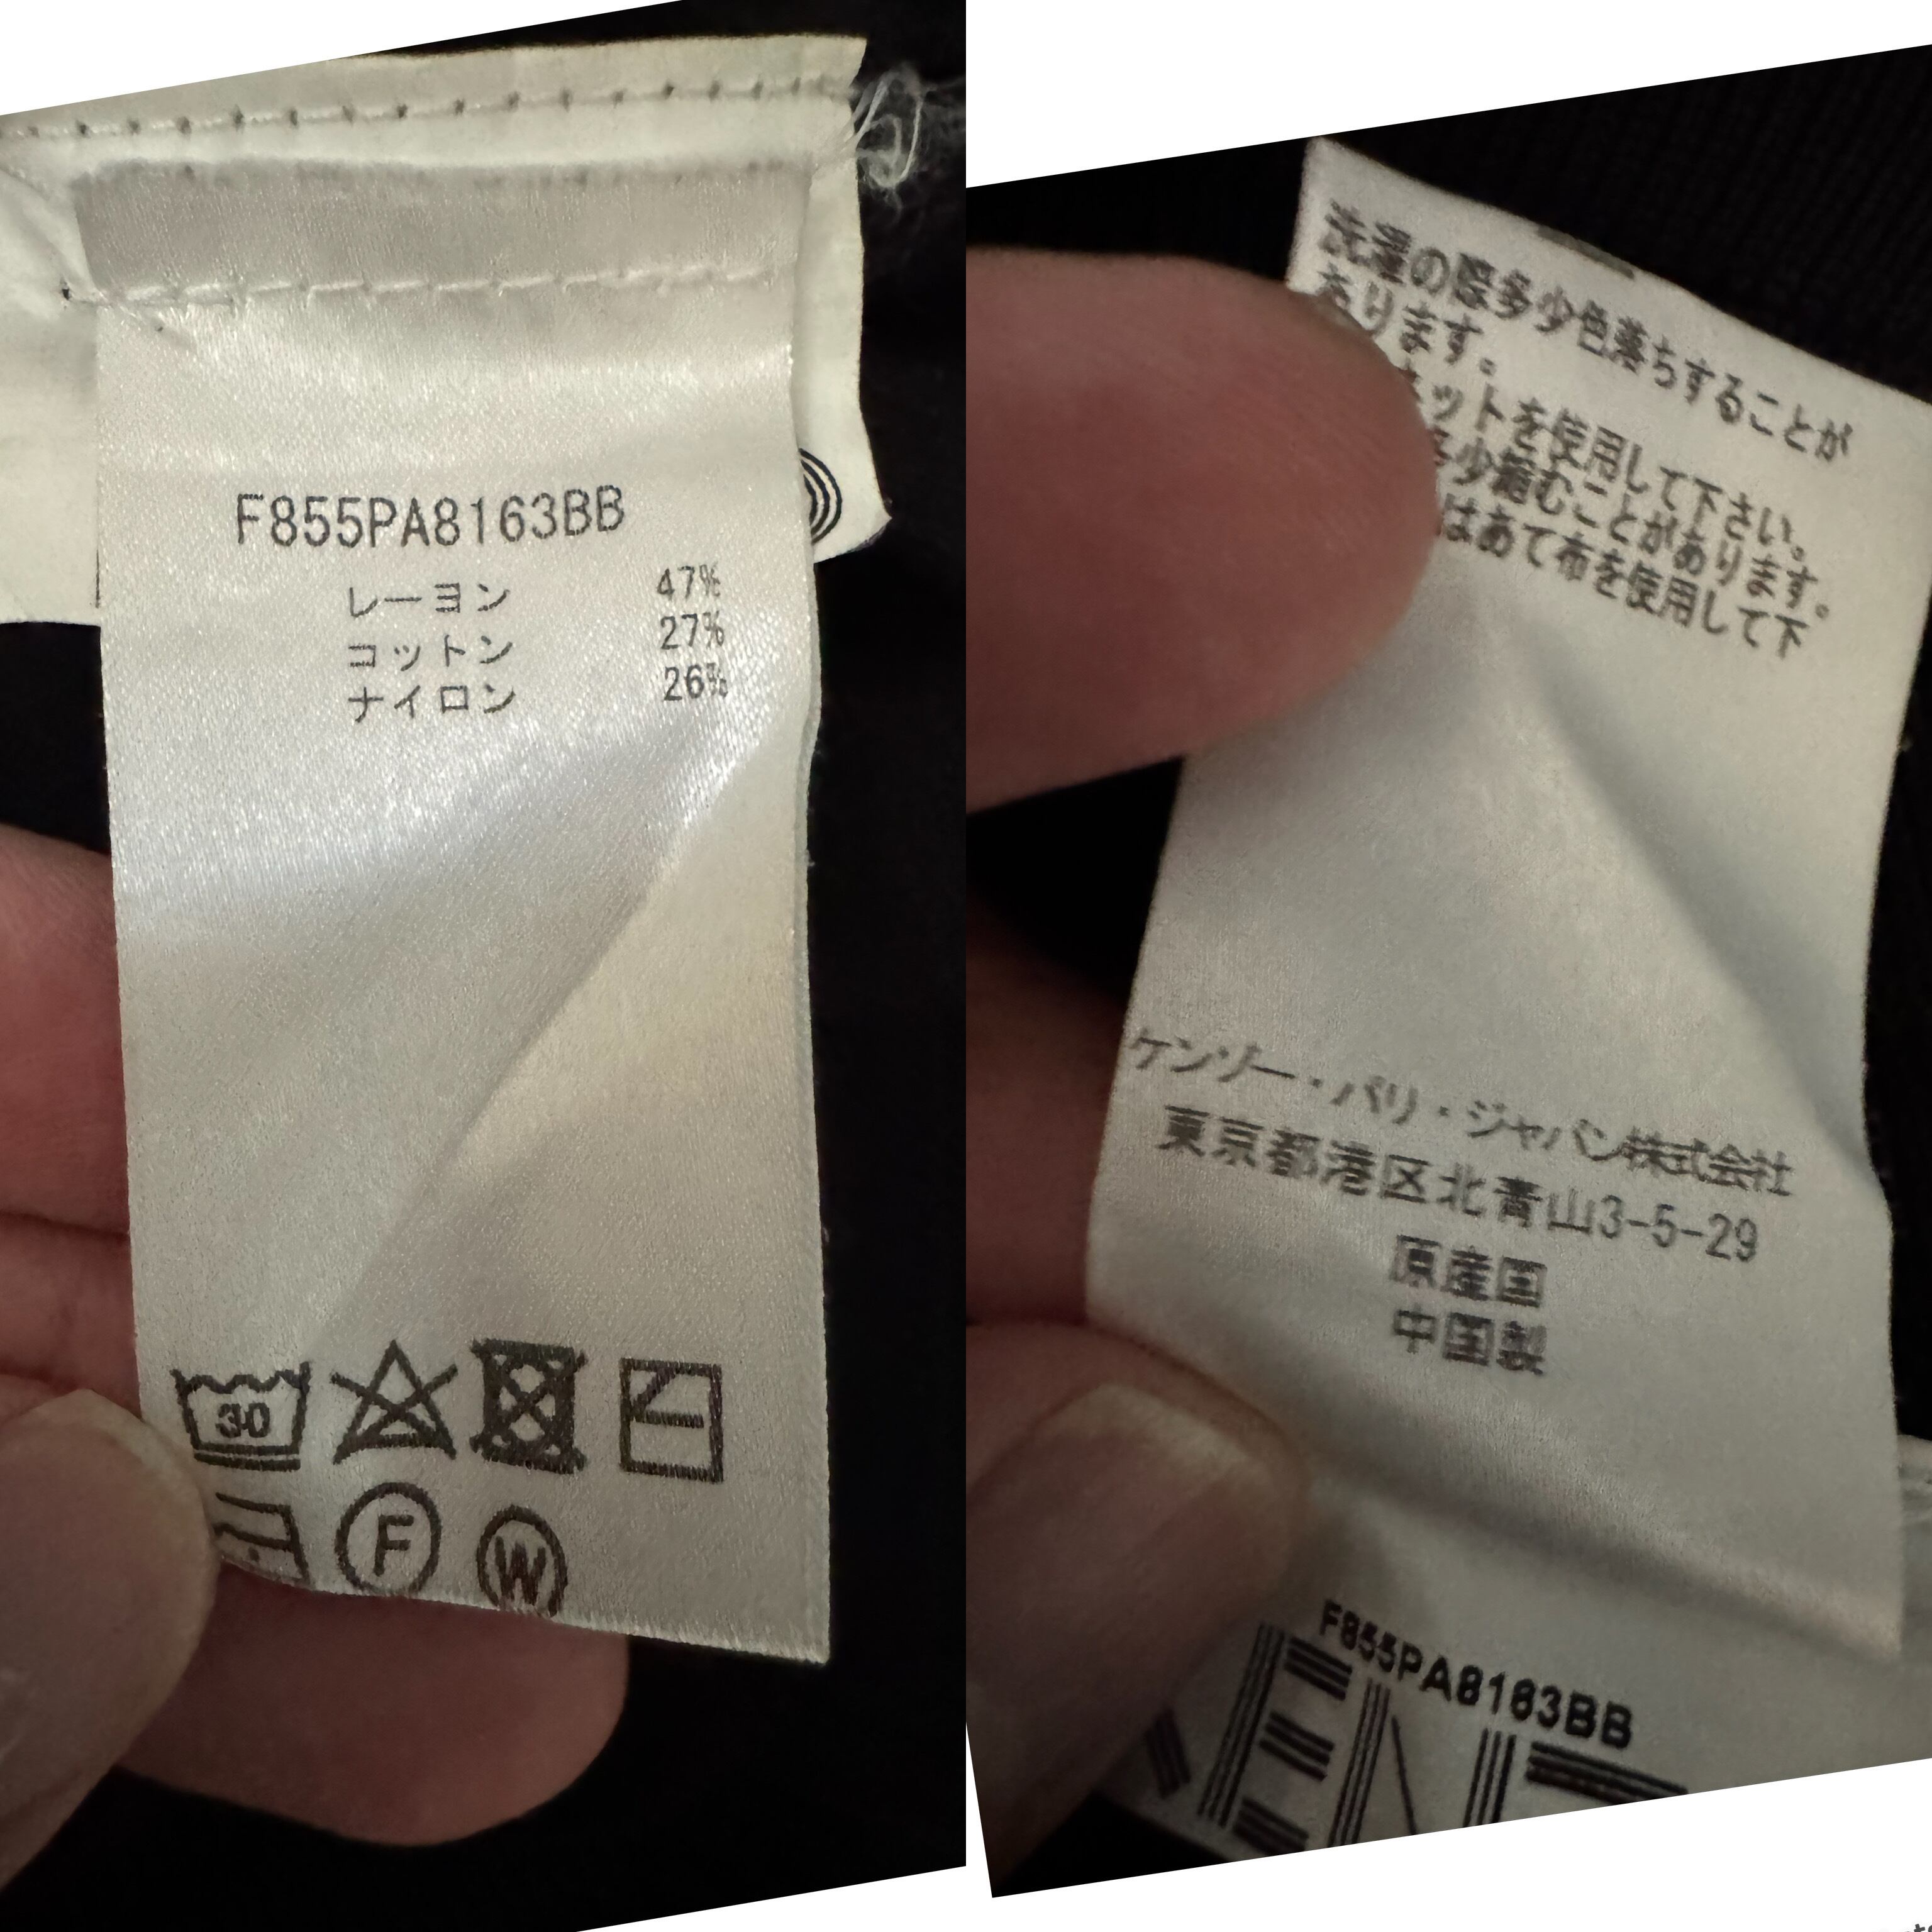 F855PA8163BB
レーヨン 47%
コットン 27%
ナイロン 26%
30
F
W
洗濯の際多少色落ちすることが
あります。
ネットを使用して下さい。
多少縮むことがあります。
はあて布を使用して下
ケンゾー・パリ・ジャパン株式会社
東京都港区北青山3-5-29
原産国
中国製
F855PA8163BB